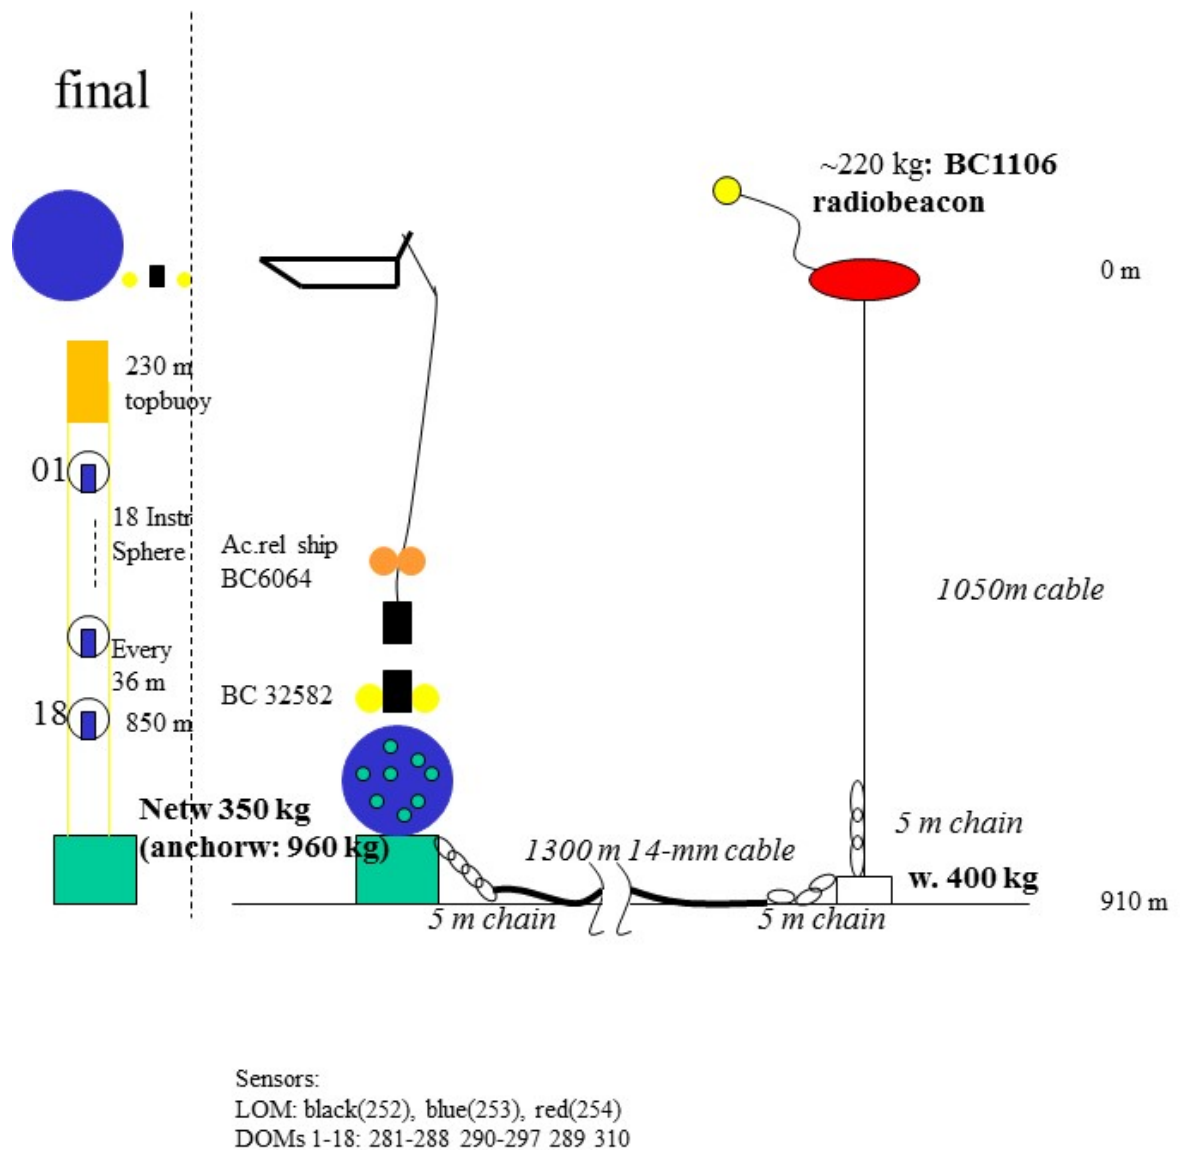 final
~220 kg: BC1106
radiobeacon
0 m
230 m
topbuoy
01
18 Instr
Sphere
Ac.rel ship
BC6064
1050m cable
Every
36 m
BC 32582
18
850 m
Netw 350 kg
(anchorw: 960 kg)
5 m chain
1300 m 14-mm cable
w. 400 kg
910 m
5 m chain
5 m chain
Sensors:
LOM: black(252), blue(253), red(254)
DOMs 1-18: 281-288 290-297 289 310